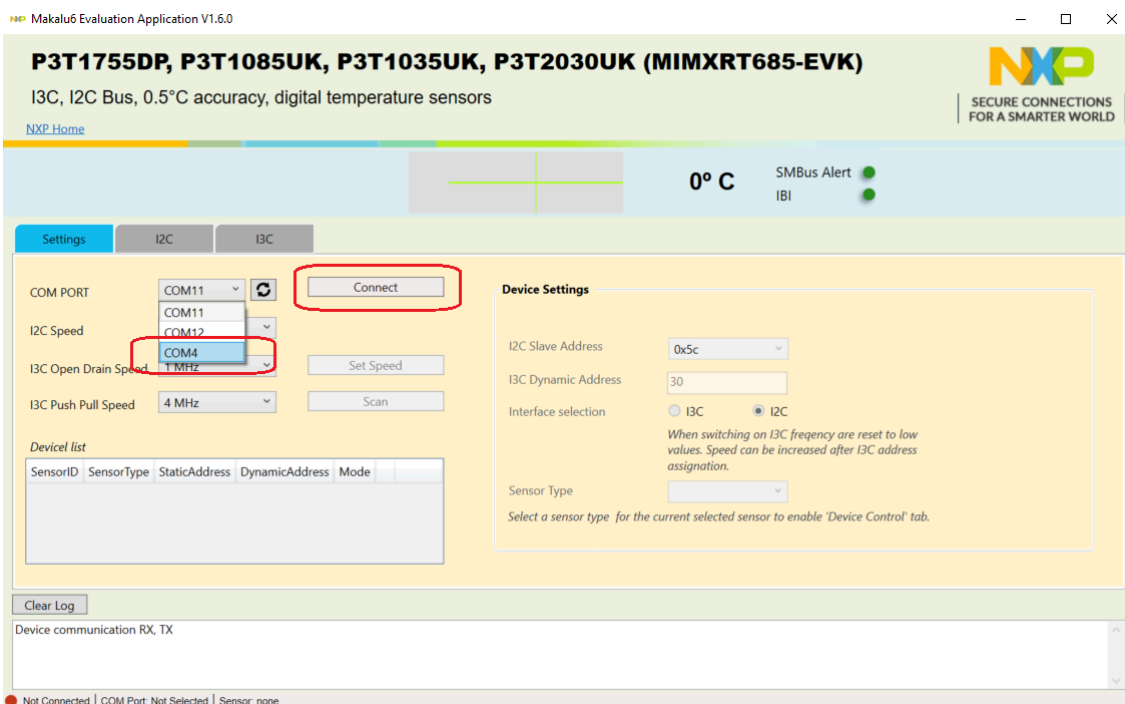 NXP Makalu6 Evaluation Application V1.6.0
P3T1755DP, P3T1085UK, P3T1035UK, P3T2030UK (MIMXRT685-EVK)
I3C, I2C Bus, 0.5°C accuracy, digital temperature sensors
NXP Home
NXP
SECURE CONNECTIONS
FOR A SMARTER WORLD
0º C
SMBus Alert
IBI
Settings I2C I3C
COM PORT COM11 Connect
COM11
I2C Speed COM12
COM4
I3C Open Drain Speed 1 MHz Set Speed
I3C Push Pull Speed 4 MHz Scan
Devicel list
SensorID SensorType StaticAddress DynamicAddress Mode
Device Settings
I2C Slave Address 0x5c
I3C Dynamic Address 30
Interface selection I3C I2C
When switching on I3C freqency are reset to low
values. Speed can be increased after I3C address
assignation.
Sensor Type
Select a sensor type for the current selected sensor to enable 'Device Control' tab.
Clear Log
Device communication RX, TX
Not Connected | COM Port: Not Selected | Sensor: none